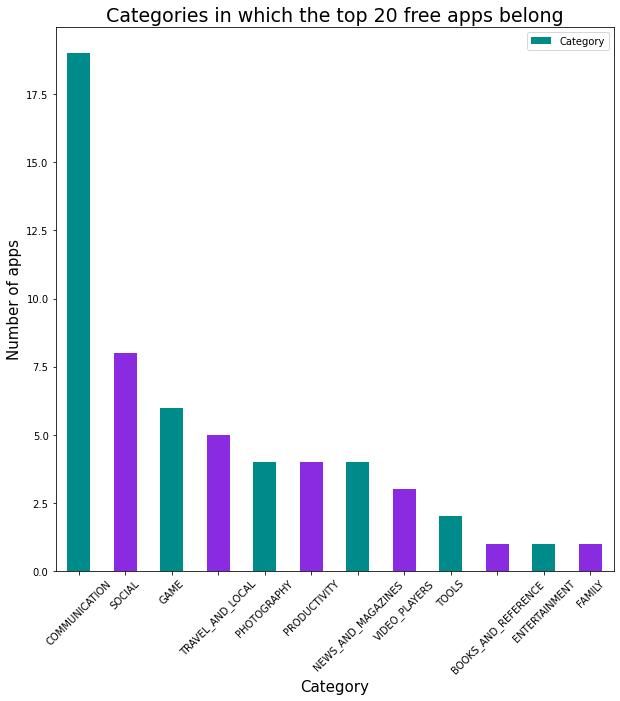 Categories in which the top 20 free apps belong
Category
17.5
15.0
12.5
10.0
7.5
5.0
2.5
0.0
Number of apps
COMMUNICATION
SOCIAL
GAME
TRAVEL_AND_LOCAL
PHOTOGRAPHY
PRODUCTIVITY
NEWS_AND_MAGAZINES
VIDEO_PLAYERS
TOOLS
BOOKS_AND_REFERENCE
ENTERTAINMENT
FAMILY
Category